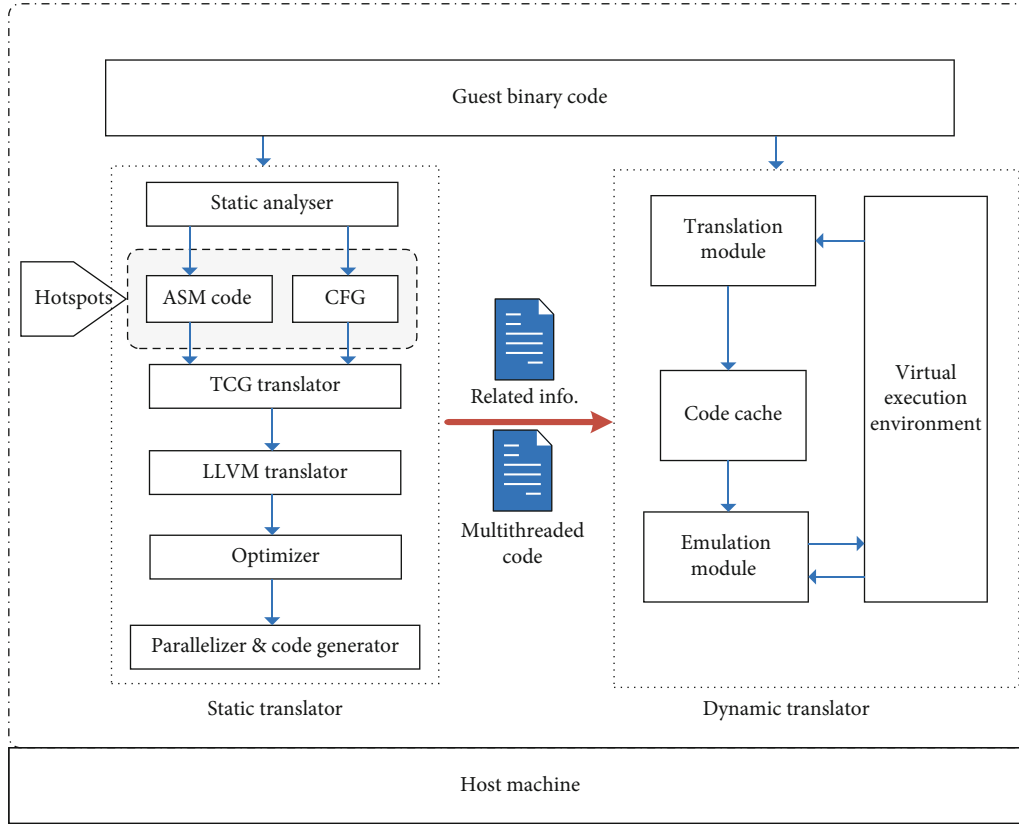 Guest binary code
Static analyser
Hotspots
ASM code
CFG
TCG translator
LLVM translator
Optimizer
Parallelizer & code generator
Static translator
Related info.
Multithreaded
code
Translation
module
Code cache
Emulation
module
Virtual
execution
environment
Dynamic translator
Host machine